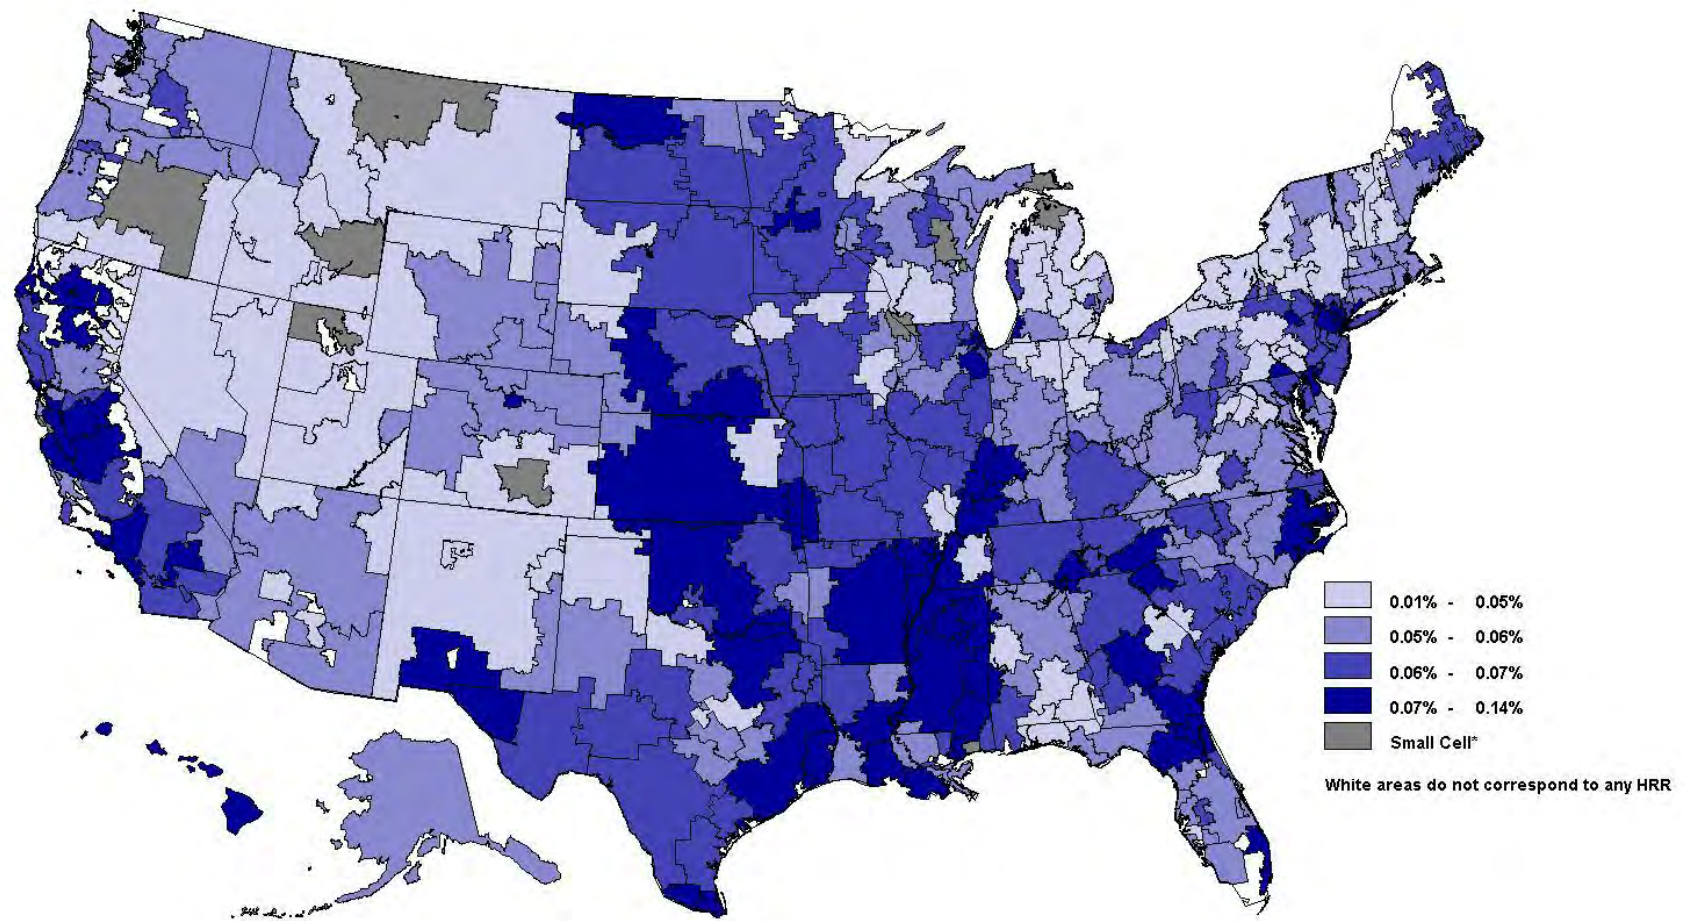 0.01% - 0.05%
0.05% - 0.06%
0.06% - 0.07%
0.07% - 0.14%
Small Cell*
White areas do not correspond to any HRR